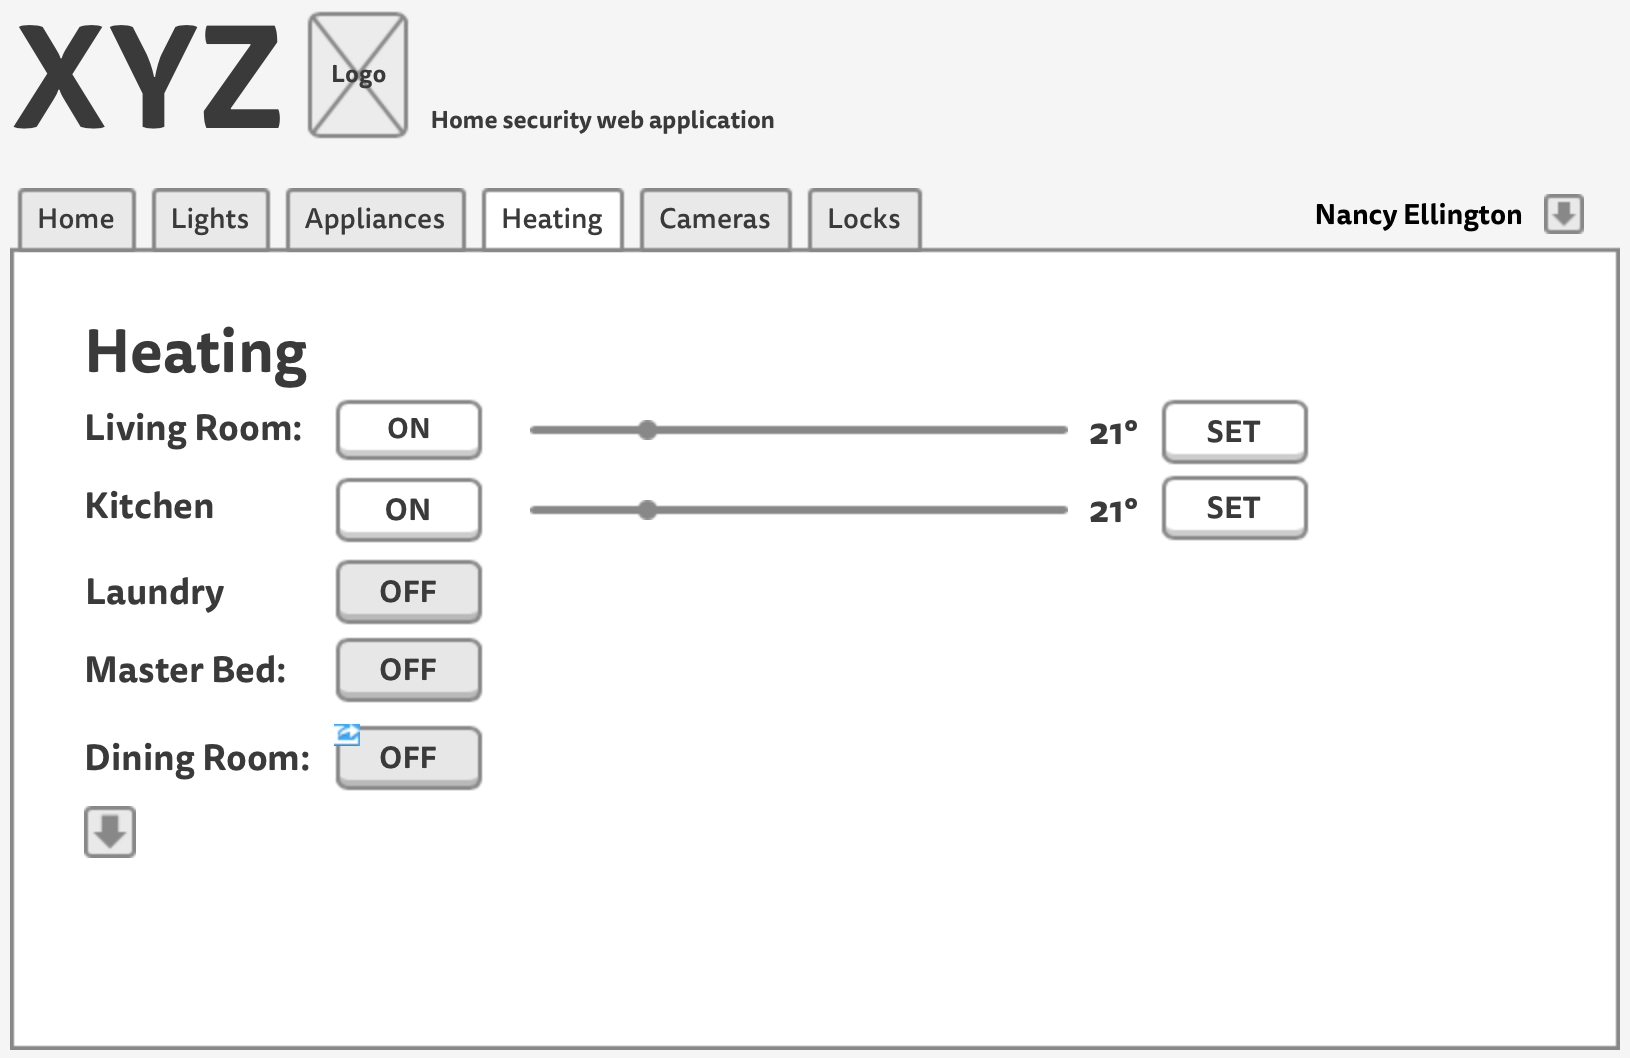 XYZ
Logo
Home security web application
Home Lights Appliances Heating Cameras Locks Nancy Ellington
Heating
Living Room: ON 21° SET
Kitchen ON 21° SET
Laundry OFF
Master Bed: OFF
Dining Room: OFF